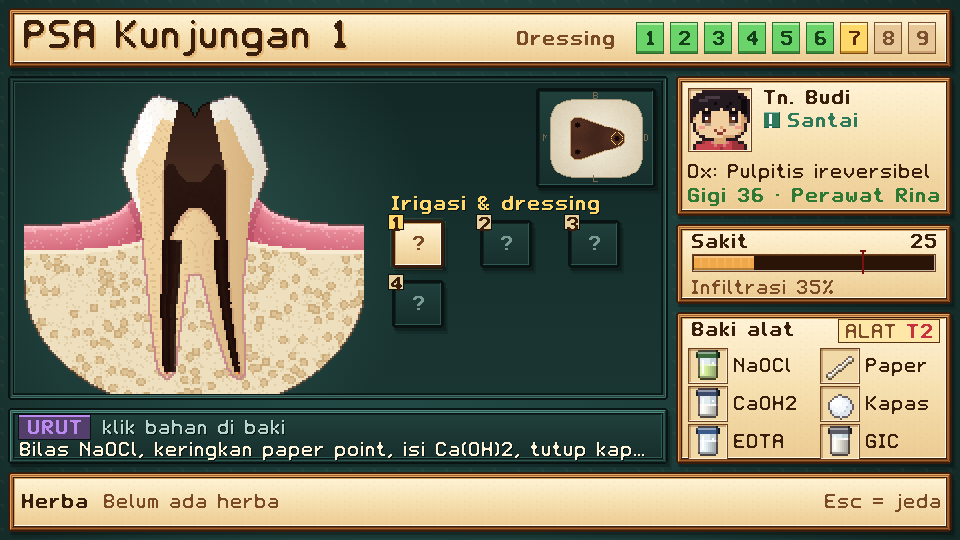 PSA Kunjungan 1
Dressing 1 2 3 4 5 6 7 8 9
B
M D
L
Irigasi & dressing
1 ? 2 ? 3 ?
4 ?
URUT klik bahan di baki
Bilas NaOCl, keringkan paper point, isi Ca(OH)2, tutup kap...
Tn. Budi
Santai
Dx: Pulpitis ireversibel
Gigi 36 · Perawat Rina
Sakit 25
Infiltrasi 35%
Baki alat ALAT T2
NaOCl Paper
CaOH2 Kapas
EDTA GIC
Herba Belum ada herba Esc = jeda